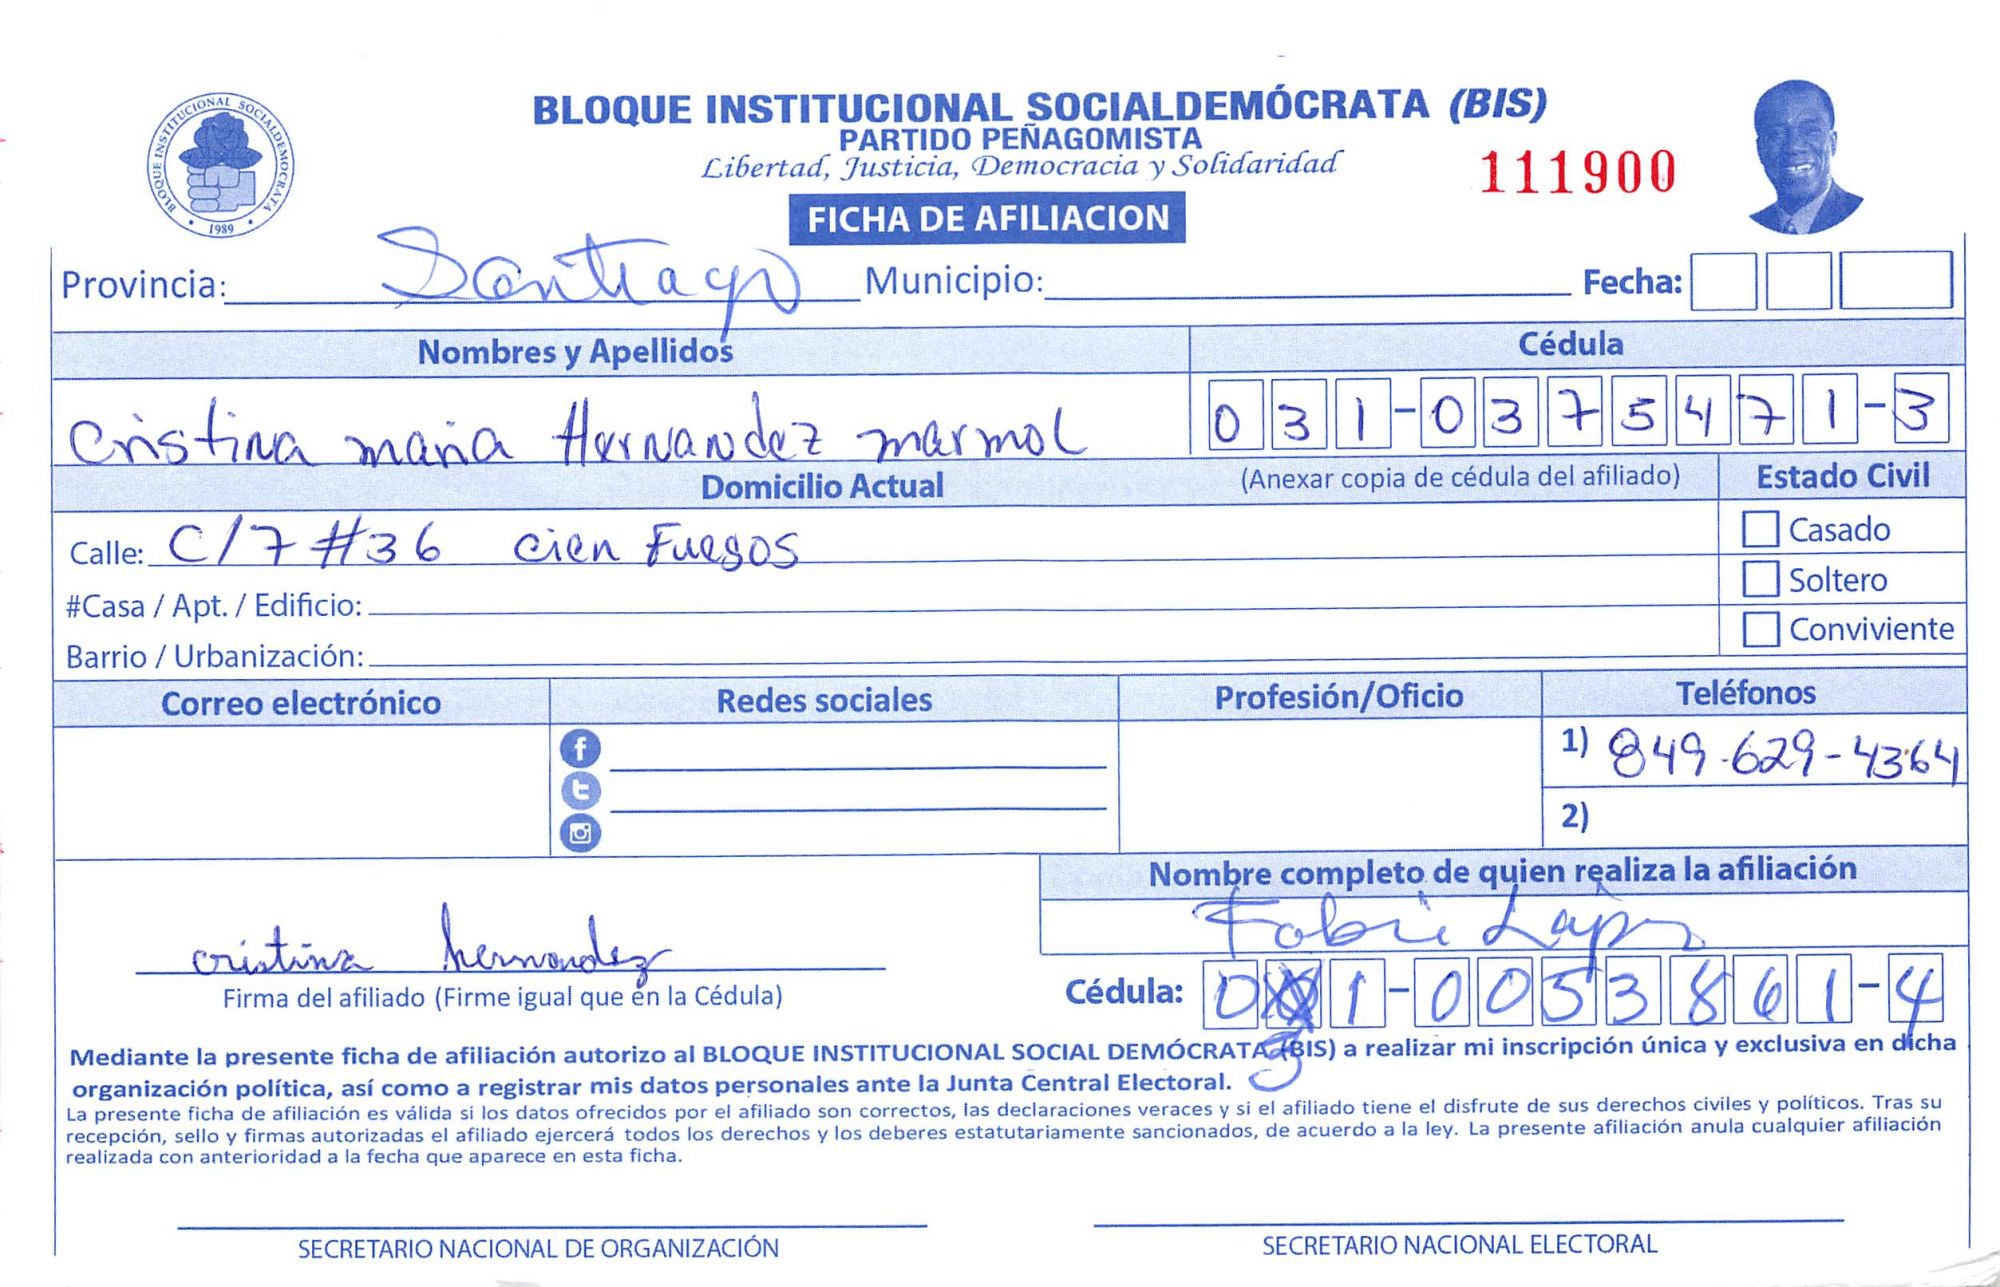 BLOQUE INSTITUCIONAL SOCIALDEMÓCRATA (BIS)
PARTIDO PEÑAGOMISTA
Libertad, Justicia, Democracia y Solidaridad
111900
BLOQUE INSTITUCIONAL SOCIALDEMOCRATA
1989
FICHA DE AFILIACION
Provincia: Santiago Municipio: Fecha:
Nombres y Apellidos Cédula
Cristina maria Hernandez marmol 031-0375471-3
Domicilio Actual (Anexar copia de cédula del afiliado) Estado Civil
Calle: C/7 #36 cien Fuegos Casado
#Casa / Apt. / Edificio: Soltero
Barrio / Urbanización: Conviviente
Correo electrónico Redes sociales Profesión/Oficio Teléfonos
1) 849-629-4364
2)
Nombre completo de quien realiza la afiliación
cristina hernandez
Firma del afiliado (Firme igual que en la Cédula)
Cédula: 031-0053861-4
Mediante la presente ficha de afiliación autorizo al BLOQUE INSTITUCIONAL SOCIAL DEMÓCRATA (BIS) a realizar mi inscripción única y exclusiva en dicha
organización política, así como a registrar mis datos personales ante la Junta Central Electoral.
La presente ficha de afiliación es válida si los datos ofrecidos por el afiliado son correctos, las declaraciones veraces y si el afiliado tiene el disfrute de sus derechos civiles y políticos. Tras su
recepción, sello y firmas autorizadas el afiliado ejercerá todos los derechos y los deberes estatutariamente sancionados, de acuerdo a la ley. La presente afiliación anula cualquier afiliación
realizada con anterioridad a la fecha que aparece en esta ficha.
SECRETARIO NACIONAL DE ORGANIZACIÓN SECRETARIO NACIONAL ELECTORAL